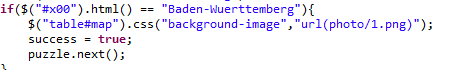 if($("#x00").html() == "Baden-Wuerttemberg"){
$("table#map").css("background-image","url(photo/1.png)");
success = true;
puzzle.next();
}